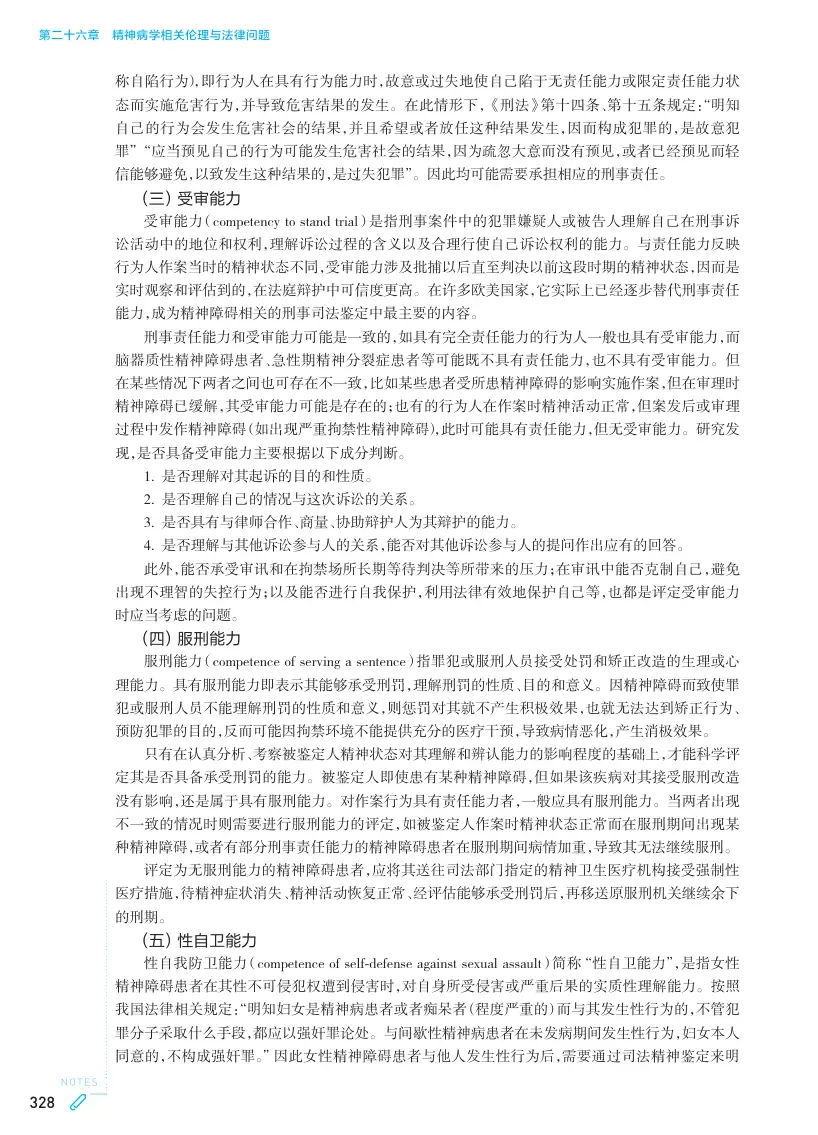 第二十六章 精神病学相关伦理与法律问题
称自陷行为),即行为人在具有行为能力时,故意或过失地使自己陷于无责任能力或限定责任能力状
态而实施危害行为,并导致危害结果的发生。在此情形下,《刑法》第十四条、第十五条规定:“明知
自己的行为会发生危害社会的结果,并且希望或者放任这种结果发生,因而构成犯罪的,是故意犯
罪”“应当预见自己的行为可能发生危害社会的结果,因为疏忽大意而没有预见,或者已经预见而轻
信能够避免,以致发生这种结果的,是过失犯罪”。因此均可能需要承担相应的刑事责任。
(三)受审能力
受审能力(competency to stand trial)是指刑事案件中的犯罪嫌疑人或被告人理解自己在刑事诉
讼活动中的地位和权利,理解诉讼过程的含义以及合理行使自己诉讼权利的能力。与责任能力反映
行为人作案当时的精神状态不同,受审能力涉及批捕以后直至判决以前这段时期的精神状态,因而是
实时观察和评估到的,在法庭辩护中可信度更高。在许多欧美国家,它实际上已经逐步替代刑事责任
能力,成为精神障碍相关的刑事司法鉴定中最主要的内容。
刑事责任能力和受审能力可能是一致的,如具有完全责任能力的行为人一般也具有受审能力,而
脑器质性精神障碍患者、急性期精神分裂症患者等可能既不具有责任能力,也不具有受审能力。但
在某些情况下两者之间也可存在不一致,比如某些患者受所患精神障碍的影响实施作案,但在审理时
精神障碍已缓解,其受审能力可能是存在的;也有的行为人在作案时精神活动正常,但案发后或审理
过程中发作精神障碍(如出现严重拘禁性精神障碍),此时可能具有责任能力,但无受审能力。研究发
现,是否具备受审能力主要根据以下成分判断。
1. 是否理解对其起诉的目的和性质。
2. 是否理解自己的情况与这次诉讼的关系。
3. 是否具有与律师合作、商量、协助辩护人为其辩护的能力。
4. 是否理解与其他诉讼参与人的关系,能否对其他诉讼参与人的提问作出应有的回答。
此外,能否承受审讯和在拘禁场所长期等待判决等所带来的压力;在审讯中能否克制自己,避免
出现不理智的失控行为;以及能否进行自我保护,利用法律有效地保护自己等,也都是评定受审能力
时应当考虑的问题。
(四)服刑能力
服刑能力(competence of serving a sentence)指罪犯或服刑人员接受处罚和矫正改造的生理或心
理能力。具有服刑能力即表示其能够承受刑罚,理解刑罚的性质、目的和意义。因精神障碍而致使罪
犯或服刑人员不能理解刑罚的性质和意义,则惩罚对其就不产生积极效果,也就无法达到矫正行为、
预防犯罪的目的,反而可能因拘禁环境不能提供充分的医疗干预,导致病情恶化,产生消极效果。
只有在认真分析、考察被鉴定人精神状态对其理解和辨认能力的影响程度的基础上,才能科学评
定其是否具备承受刑罚的能力。被鉴定人即使患有某种精神障碍,但如果该疾病对其接受服刑改造
没有影响,还是属于具有服刑能力。对作案行为具有责任能力者,一般应具有服刑能力。当两者出现
不一致的情况时则需要进行服刑能力的评定,如被鉴定人作案时精神状态正常而在服刑期间出现某
种精神障碍,或者有部分刑事责任能力的精神障碍患者在服刑期间病情加重,导致其无法继续服刑。
评定为无服刑能力的精神障碍患者,应将其送往司法部门指定的精神卫生医疗机构接受强制性
医疗措施,待精神症状消失、精神活动恢复正常、经评估能够承受刑罚后,再移送原服刑机关继续余下
的刑期。
(五)性自卫能力
性自我防卫能力(competence of self-defense against sexual assault)简称“性自卫能力”,是指女性
精神障碍患者在其性不可侵犯权遭到侵害时,对自身所受侵害或严重后果的实质性理解能力。按照
我国法律相关规定:“明知妇女是精神病患者或者痴呆者(程度严重的)而与其发生性行为的,不管犯
罪分子采取什么手段,都应以强奸罪论处。与间歇性精神病患者在未发病期间发生性行为,妇女本人
同意的,不构成强奸罪。”因此女性精神障碍患者与他人发生性行为后,需要通过司法精神鉴定来明
NOTES
328